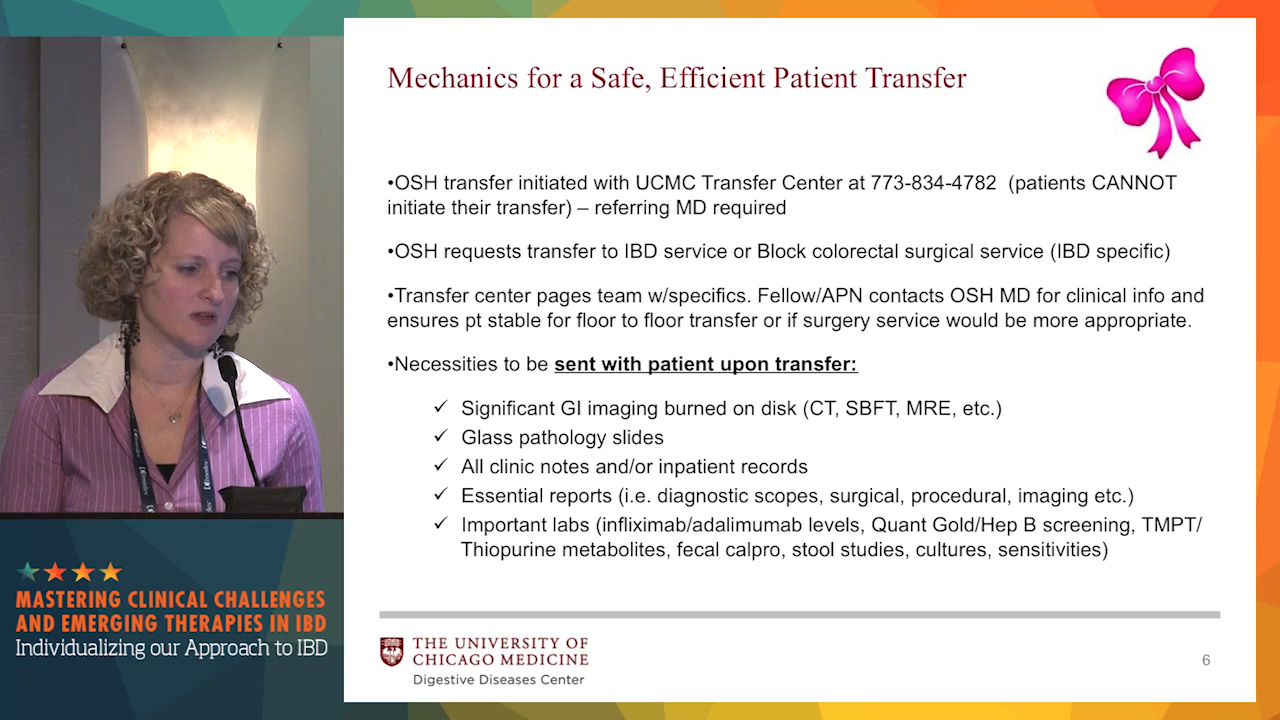 Mechanics for a Safe, Efficient Patient Transfer
•OSH transfer initiated with UCMC Transfer Center at 773-834-4782 (patients CANNOT
initiate their transfer) – referring MD required
•OSH requests transfer to IBD service or Block colorectal surgical service (IBD specific)
•Transfer center pages team w/specifics. Fellow/APN contacts OSH MD for clinical info and
ensures pt stable for floor to floor transfer or if surgery service would be more appropriate.
•Necessities to be sent with patient upon transfer:
✓ Significant GI imaging burned on disk (CT, SBFT, MRE, etc.)
✓ Glass pathology slides
✓ All clinic notes and/or inpatient records
✓ Essential reports (i.e. diagnostic scopes, surgical, procedural, imaging etc.)
✓ Important labs (infliximab/adalimumab levels, Quant Gold/Hep B screening, TMPT/
Thiopurine metabolites, fecal calpro, stool studies, cultures, sensitivities)
THE UNIVERSITY OF
CHICAGO MEDICINE
Digestive Diseases Center
6
MASTERING CLINICAL CHALLENGES
AND EMERGING THERAPIES IN IBD
Individualizing our Approach to IBD